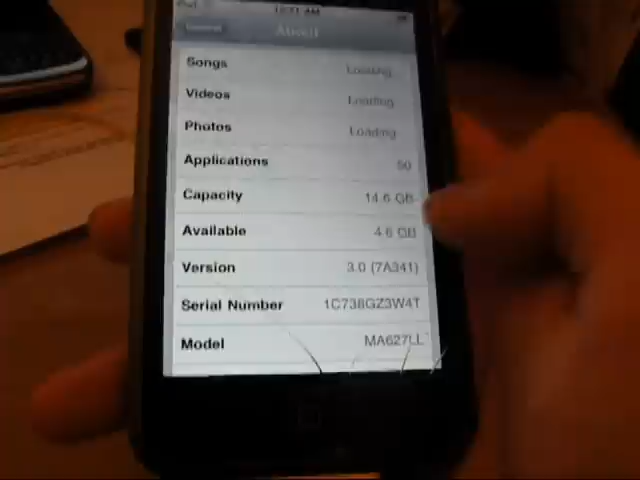 About
Songs Loading
Videos Loading
Photos Loading
Applications 50
Capacity 14.6 GB
Available 4.6 GB
Version 3.0 (7A341)
Serial Number 1C738GZ3W4T
Model MA627LL